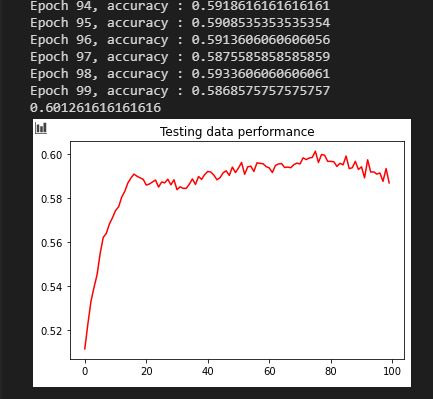 Epoch 94, accuracy : 0.5918616161616161
Epoch 95, accuracy : 0.5908535353535354
Epoch 96, accuracy : 0.5913606060606056
Epoch 97, accuracy : 0.5875585858585859
Epoch 98, accuracy : 0.5933606060606061
Epoch 99, accuracy : 0.5868575757575757
0.601261616161616
Testing data performance
0.60
0.58
0.56
0.54
0.52
0 20 40 60 80 100